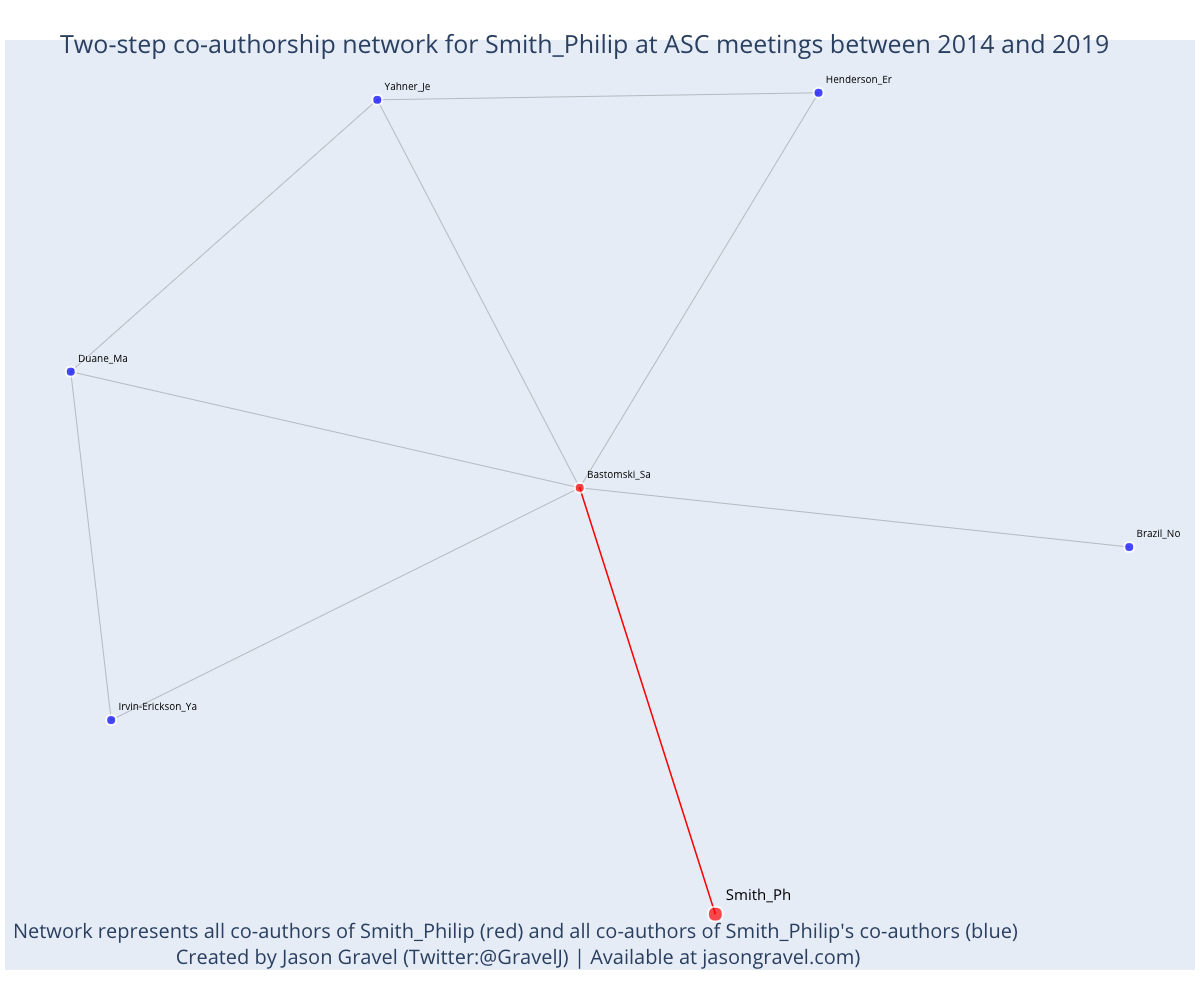 Two-step co-authorship network for Smith_Philip at ASC meetings between 2014 and 2019
Henderson_Er
Yahner_Je
Duane_Ma
Bastomski_Sa
Brazil_No
Irvin-Erickson_Ya
Smith_Ph
Network represents all co-authors of Smith_Philip (red) and all co-authors of Smith_Philip's co-authors (blue)
Created by Jason Gravel (Twitter:@GravelJ) | Available at jasongravel.com)